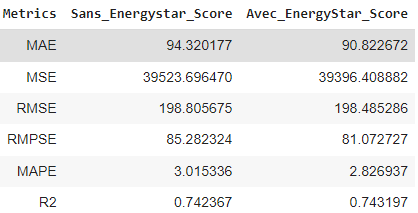 Metrics Sans_Energystar_Score Avec_EnergyStar_Score
MAE 94.320177 90.822672
MSE 39523.696470 39396.408882
RMSE 198.805675 198.485286
RMPSE 85.282324 81.072727
MAPE 3.015336 2.826937
R2 0.742367 0.743197